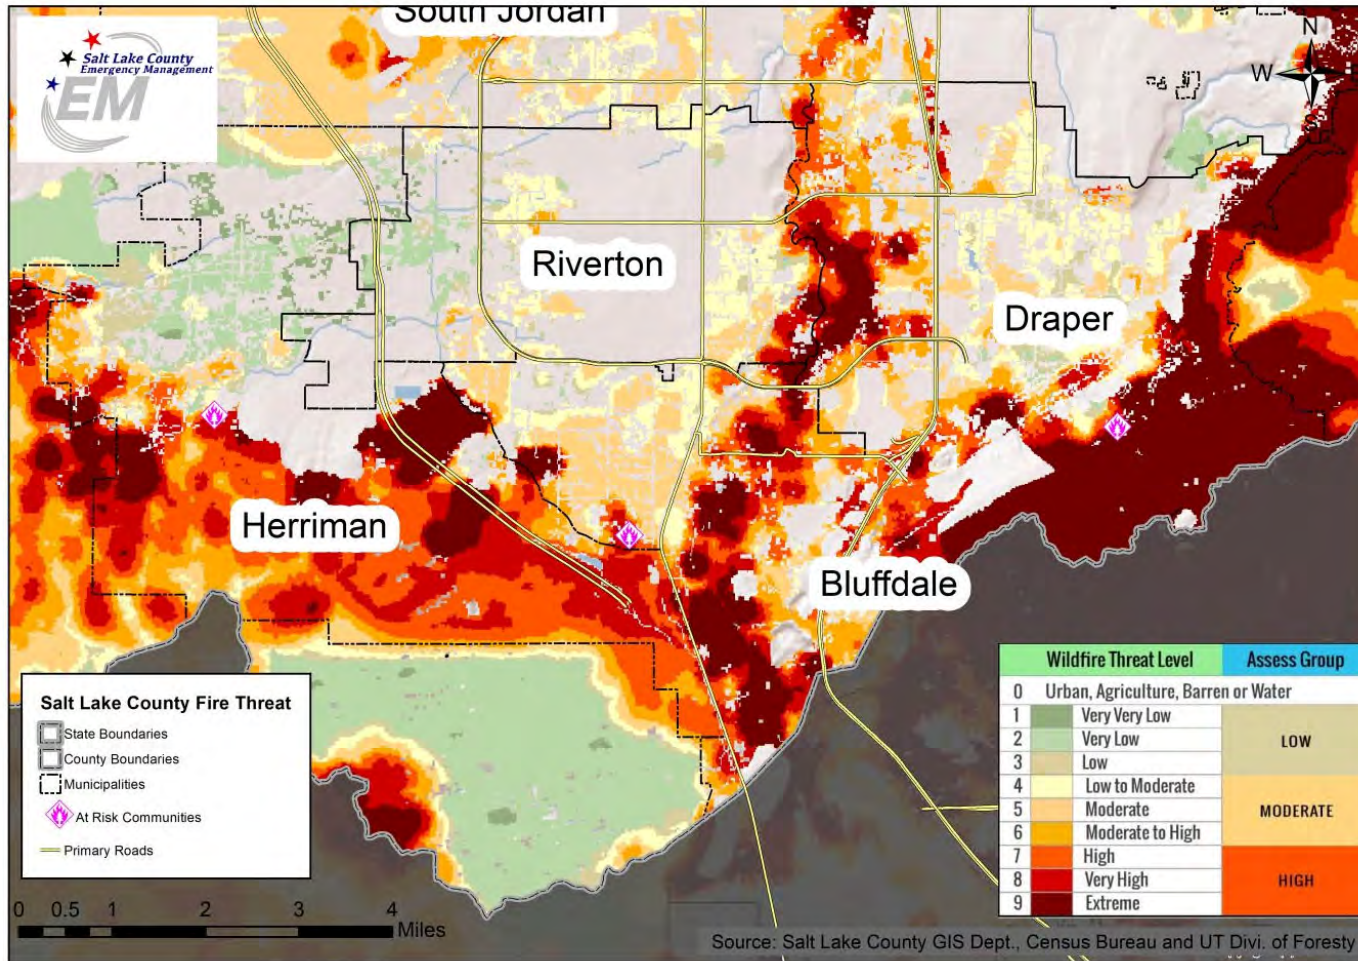 South Jordan
Salt Lake County
Emergency Management
EM
N
W
S
Riverton
Draper
Herriman
Bluffdale
Salt Lake County Fire Threat
State Boundaries
County Boundaries
Municipalities
At Risk Communities
Primary Roads
0 0.5 1 2 3 4
Miles
Wildfire Threat Level Assess Group
0 Urban, Agriculture, Barren or Water
1 Very Very Low
2 Very Low LOW
3 Low
4 Low to Moderate
5 Moderate MODERATE
6 Moderate to High
7 High
8 Very High HIGH
9 Extreme
Source: Salt Lake County GIS Dept., Census Bureau and UT Divi. of Foresty